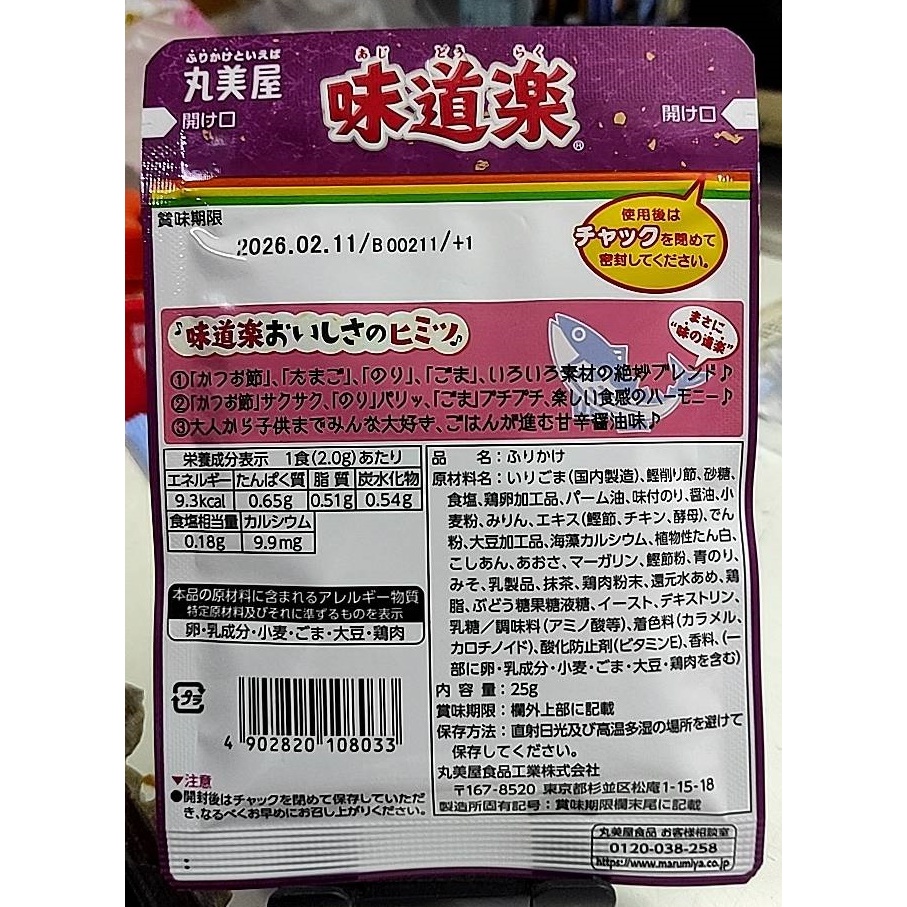 ふりかけといえば
丸美屋
あじ どう らく
味道楽®
開け口
開け口
賞味期限
2026.02.11/B 00211/+1
使用後は
チャックを閉めて
密封してください。
♪味道楽おいしさのヒミツ♪
まさに
"味の道楽"
①「かつお節」、「たまご」、「のり」、「ごま」、いろいろ素材の絶妙ブレンド♪
②「かつお節」サクサク、「のり」パリッ、「ごま」プチプチ、楽しい食感のハーモニー♪
③大人から子供までみんな大好き、ごはんが進む甘辛醤油味♪
栄養成分表示 1食(2.0g)あたり
エネルギー たんぱく質 脂質 炭水化物
9.3kcal 0.65g 0.51g 0.54g
食塩相当量 カルシウム
0.18g 9.9mg
本品の原材料に含まれるアレルギー物質
特定原材料及びそれに準ずるものを表示
卵・乳成分・小麦・ごま・大豆・鶏肉
プラ
4 902820 108033
▼注意
●開封後はチャックを閉めて保存していただ
き、なるべくお早めにお召し上がりください。
品 名：ふりかけ
原材料名：いりごま(国内製造)、鰹削り節、砂糖、
食塩、鶏卵加工品、パーム油、味付のり、醤油、小
麦粉、みりん、エキス(鰹節、チキン、酵母)、でん
粉、大豆加工品、海藻カルシウム、植物性たん白、
こしあん、あおさ、マーガリン、鰹節粉、青のり、
みそ、乳製品、抹茶、鶏肉粉末、還元水あめ、鶏
脂、ぶどう糖果糖液糖、イースト、デキストリン、
乳糖／調味料(アミノ酸等)、着色料(カラメル、
カロチノイド)、酸化防止剤(ビタミンE)、香料、(一
部に卵・乳成分・小麦・ごま・大豆・鶏肉を含む)
内容量：25g
賞味期限：欄外上部に記載
保存方法：直射日光及び高温多湿の場所を避けて
保存してください。
丸美屋食品工業株式会社
〒167-8520 東京都杉並区松庵1-15-18
製造所固有記号：賞味期限欄末尾に記載
丸美屋食品 お客様相談室
0120-038-258
https://www.marumiya.co.jp